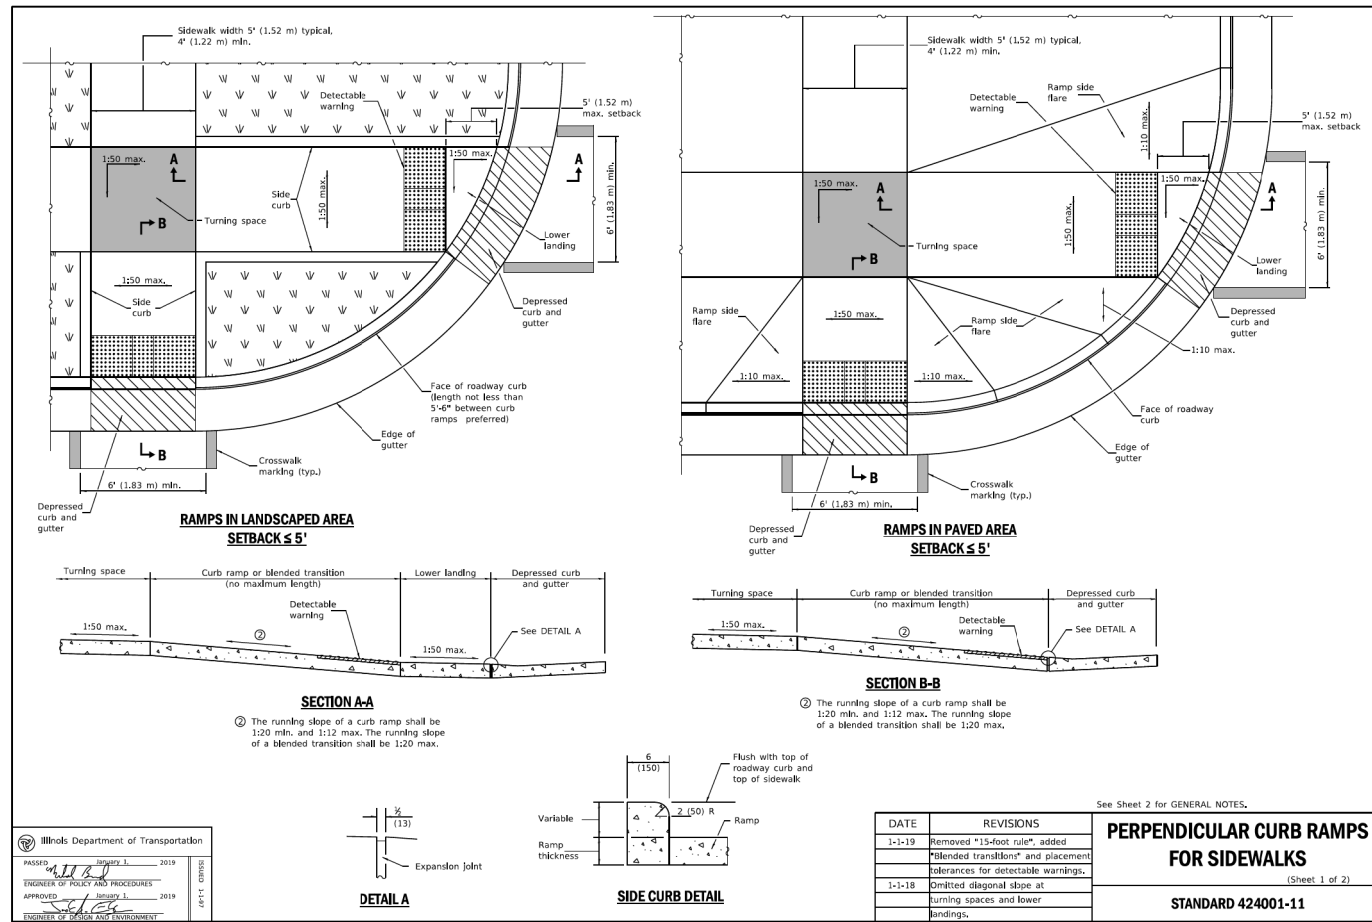 Sidewalk width 5' (1.52 m) typical,
4' (1.22 m) min.
Detectable
warning
5' (1.52 m)
max. setback
1:50 max.
A
1:50 max.
A
Side
curb
1:50 max.
Turning space
B
6' (1.83 m) min.
Lower
landing
1:50 max.
Side
curb
Depressed
curb and
gutter
Face of roadway curb
(length not less than
5'-6" between curb
ramps preferred)
Edge of
gutter
B
Crosswalk
marking (typ.)
6' (1.83 m) min.
Depressed
curb and
gutter
RAMPS IN LANDSCAPED AREA
SETBACK ≤ 5'
Sidewalk width 5' (1.52 m) typical,
4' (1.22 m) min.
Detectable
warning
Ramp side
flare
1:10 max.
5' (1.52 m)
max. setback
1:50 max.
A
1:50 max.
A
1:50 max.
Turning space
B
6' (1.83 m) min.
Lower
landing
Ramp side
flare
1:50 max.
Ramp side
flare
Depressed
curb and
gutter
1:10 max.
1:10 max.
1:10 max.
Face of roadway
curb
Edge of
gutter
B
Crosswalk
marking (typ.)
6' (1.83 m) min.
Depressed
curb and
gutter
RAMPS IN PAVED AREA
SETBACK ≤ 5'
Turning space
Curb ramp or blended transition
(no maximum length)
Lower landing
Depressed curb
and gutter
1:50 max.
2
Detectable
warning
1:50 max.
See DETAIL A
SECTION A-A
2 The running slope of a curb ramp shall be
1:20 min. and 1:12 max. The running slope
of a blended transition shall be 1:20 max.
Turning space
Curb ramp or blended transition
(no maximum length)
Depressed curb
and gutter
1:50 max.
2
Detectable
warning
See DETAIL A
SECTION B-B
2 The running slope of a curb ramp shall be
1:20 min. and 1:12 max. The running slope
of a blended transition shall be 1:20 max.
½
(13)
Expansion joint
DETAIL A
6
(150)
Flush with top of
roadway curb and
top of sidewalk
2 (50) R
Variable
Ramp
Ramp
thickness
SIDE CURB DETAIL
Illinois Department of Transportation
PASSED January 1, 2019
ENGINEER OF POLICY AND PROCEDURES
APPROVED January 1, 2019
ENGINEER OF DESIGN AND ENVIRONMENT
ISSUED 1-1-97
See Sheet 2 for GENERAL NOTES.
DATE REVISIONS
1-1-19 Removed "15-foot rule", added
"Blended transitions" and placement
tolerances for detectable warnings.
1-1-18 Omitted diagonal slope at
turning spaces and lower
landings.
PERPENDICULAR CURB RAMPS
FOR SIDEWALKS
(Sheet 1 of 2)
STANDARD 424001-11